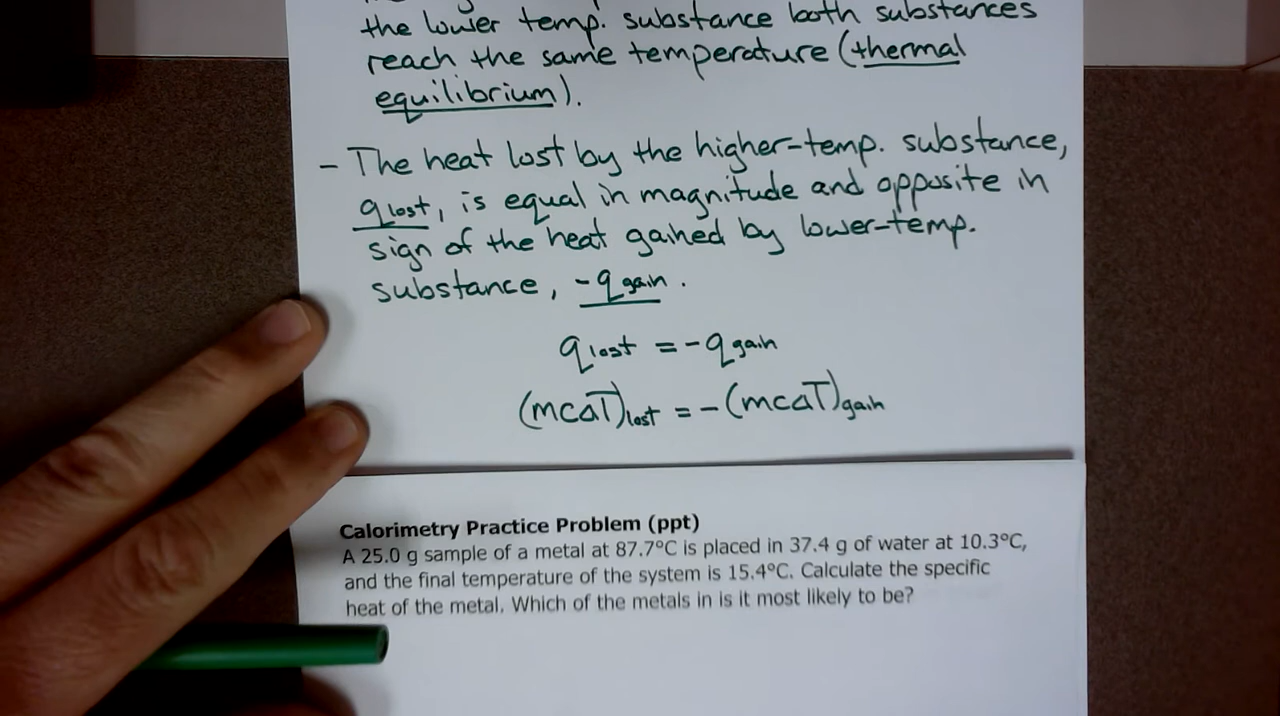 the lower temp. substance both substances
reach the same temperature (thermal
equilibrium).
- The heat lost by the higher-temp. substance,
qlost, is equal in magnitude and opposite in
sign of the heat gained by lower-temp.
substance, -qgain.
qlost = -qgain
(mcΔT)lost = -(mcΔT)gain
Calorimetry Practice Problem (ppt)
A 25.0 g sample of a metal at 87.7°C is placed in 37.4 g of water at 10.3°C,
and the final temperature of the system is 15.4°C. Calculate the specific
heat of the metal. Which of the metals in is it most likely to be?